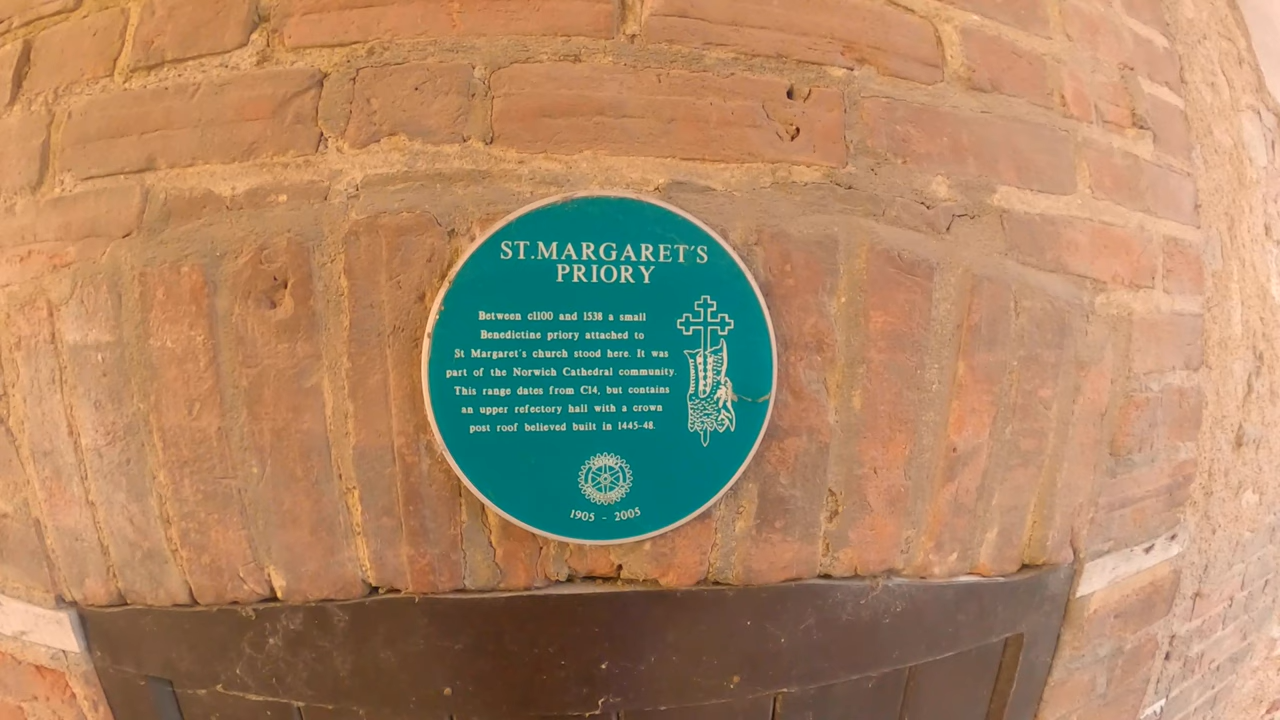 ST.MARGARET'S
PRIORY
Between c1100 and 1538 a small
Benedictine priory attached to
St Margaret's church stood here. It was
part of the Norwich Cathedral community.
This range dates from C14, but contains
an upper refectory hall with a crown
post roof believed built in 1445-48.
1905 - 2005